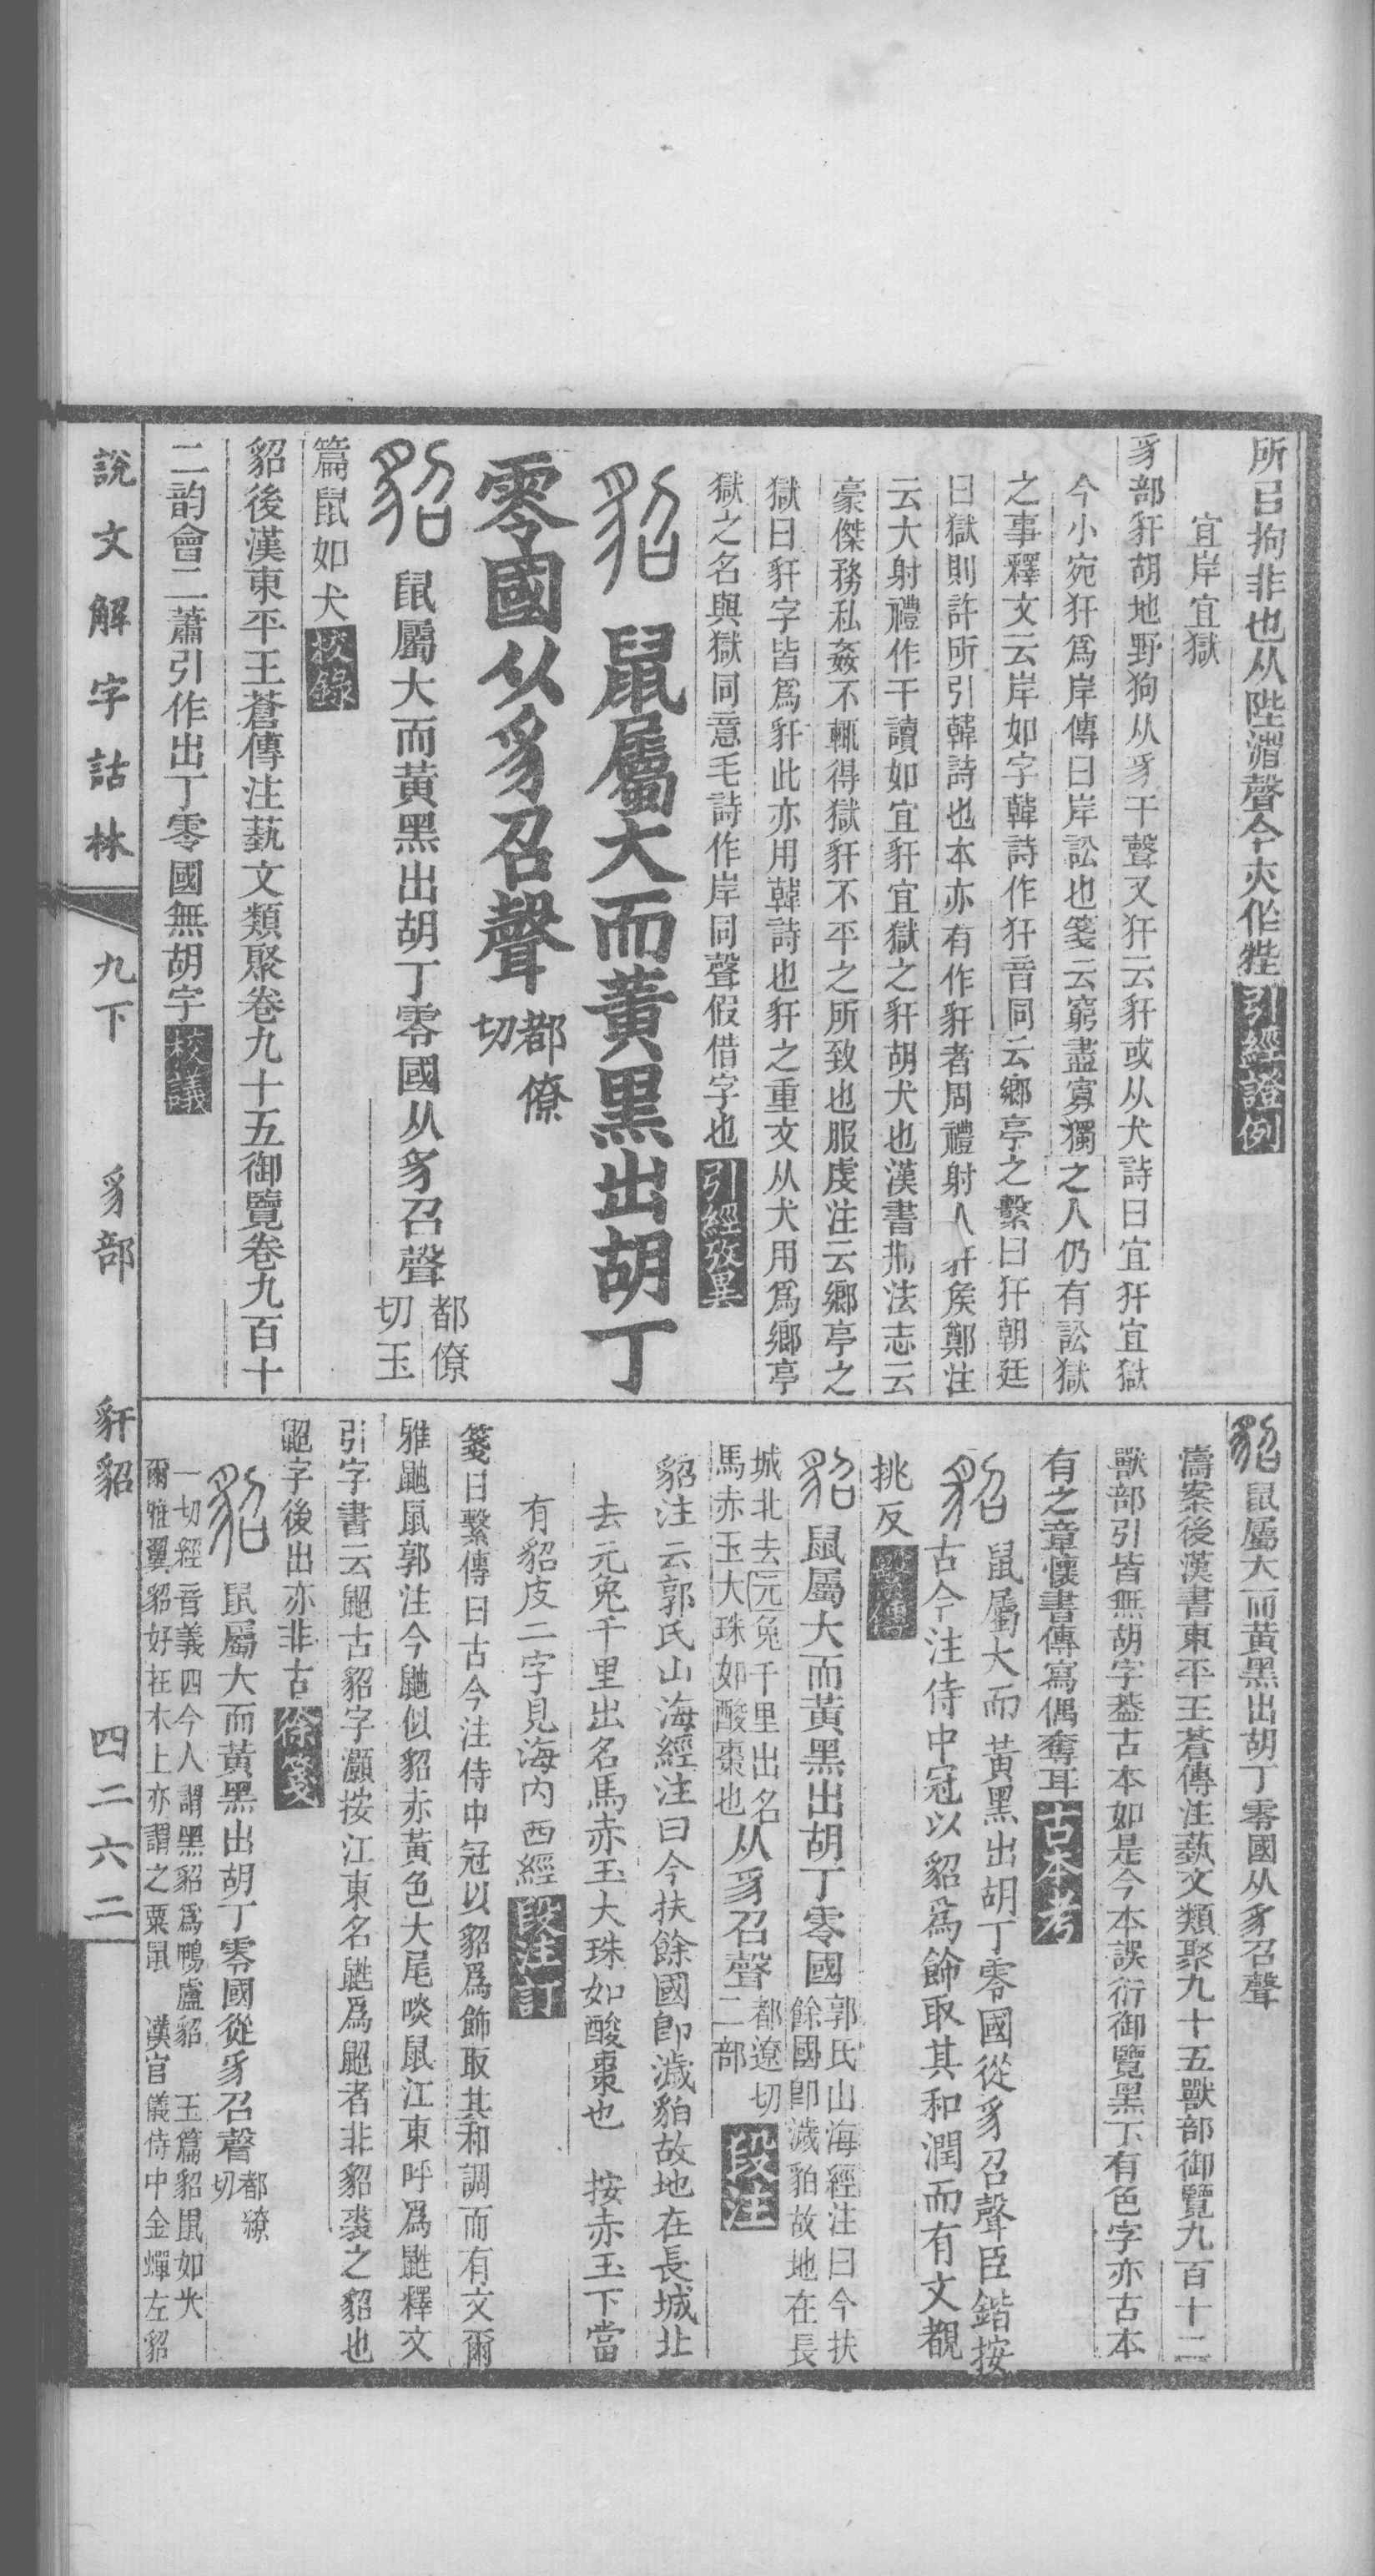 所㠯拘非也从陛渻聲今夾作狴引經證例
宜岸宜獄
豸部豻胡地野狗从豸干聲又犴云豻或从犬詩曰宜犴宜獄
今小宛犴爲岸傳曰岸訟也箋云窮盡寡獨之人仍有訟獄
之事釋文云岸如字韓詩作犴音同云鄉亭之繫曰犴朝廷
曰獄則許所引韓詩也本亦有作豻者周禮射人豻矦鄭注
云大射禮作干讀如宜豻宜獄之豻胡犬也漢書㓝法志云
豪傑務私姦不輒得獄豻不平之所致也服虔注云鄉亭之
獄曰豻字皆爲豻此亦用韓詩也豻之重文从犬用爲鄉亭
獄之名與獄同意毛詩作岸同聲假借字也引經攷異
貂 鼠屬大而黃黑出胡丁
零國从豸召聲都僚切
貂 鼠屬大而黃黑出胡丁零國从豸召聲都僚切玉
篇鼠如犬校錄
貂後漢東平王蒼傳注蓺文類聚卷九十五御覽卷九百十
二韵會二蕭引作出丁零國無胡字校議
貂鼠屬大而黃黑出胡丁零國从豸召聲
濤案後漢書東平王蒼傳注蓺文類聚九十五獸部御覽九百十二
獸部引皆無胡字葢古本如是今本誤衍御覽黑下有色字亦古本
有之章懷書傳寫偶奪耳古本考
貂 鼠屬大而黃黑出胡丁零國從豸召聲臣鍇按
古今注侍中冠以貂爲飾取其和潤而有文覩
挑反繫傳
貂 鼠屬大而黃黑出胡丁零國郭氏山海經注曰今扶餘國卽濊貊故地在長
城北去元兔千里出名馬赤玉大珠如酸棗也从豸召聲都遼切二部段注
貂注云郭氏山海經注曰今扶餘國卽濊貊故地在長城北
去元兔千里出名馬赤玉大珠如酸棗也 按赤玉下當
有貂皮二字見海內西經段注訂
箋曰繫傳曰古今注侍中冠以貂爲飾取其和調而有文爾
雅鼬鼠郭注今鼬似貂赤黃色大尾啖鼠江東呼爲鼪釋文
引字書云鼦古貂字灝按江東名鼪爲鼦者非貂裘之貂也
鼦字後出亦非古徐箋
貂 鼠屬大而黃黑出胡丁零國從豸召聲都嫽切
一切經音義四今人謂黑貂爲鴨盧貂 玉篇貂鼠如犬
爾雅翼貂好在木上亦謂之栗鼠 漢官儀侍中金蟬左貂
說文解字詁林 九下 豸部 豻貂 四二六二